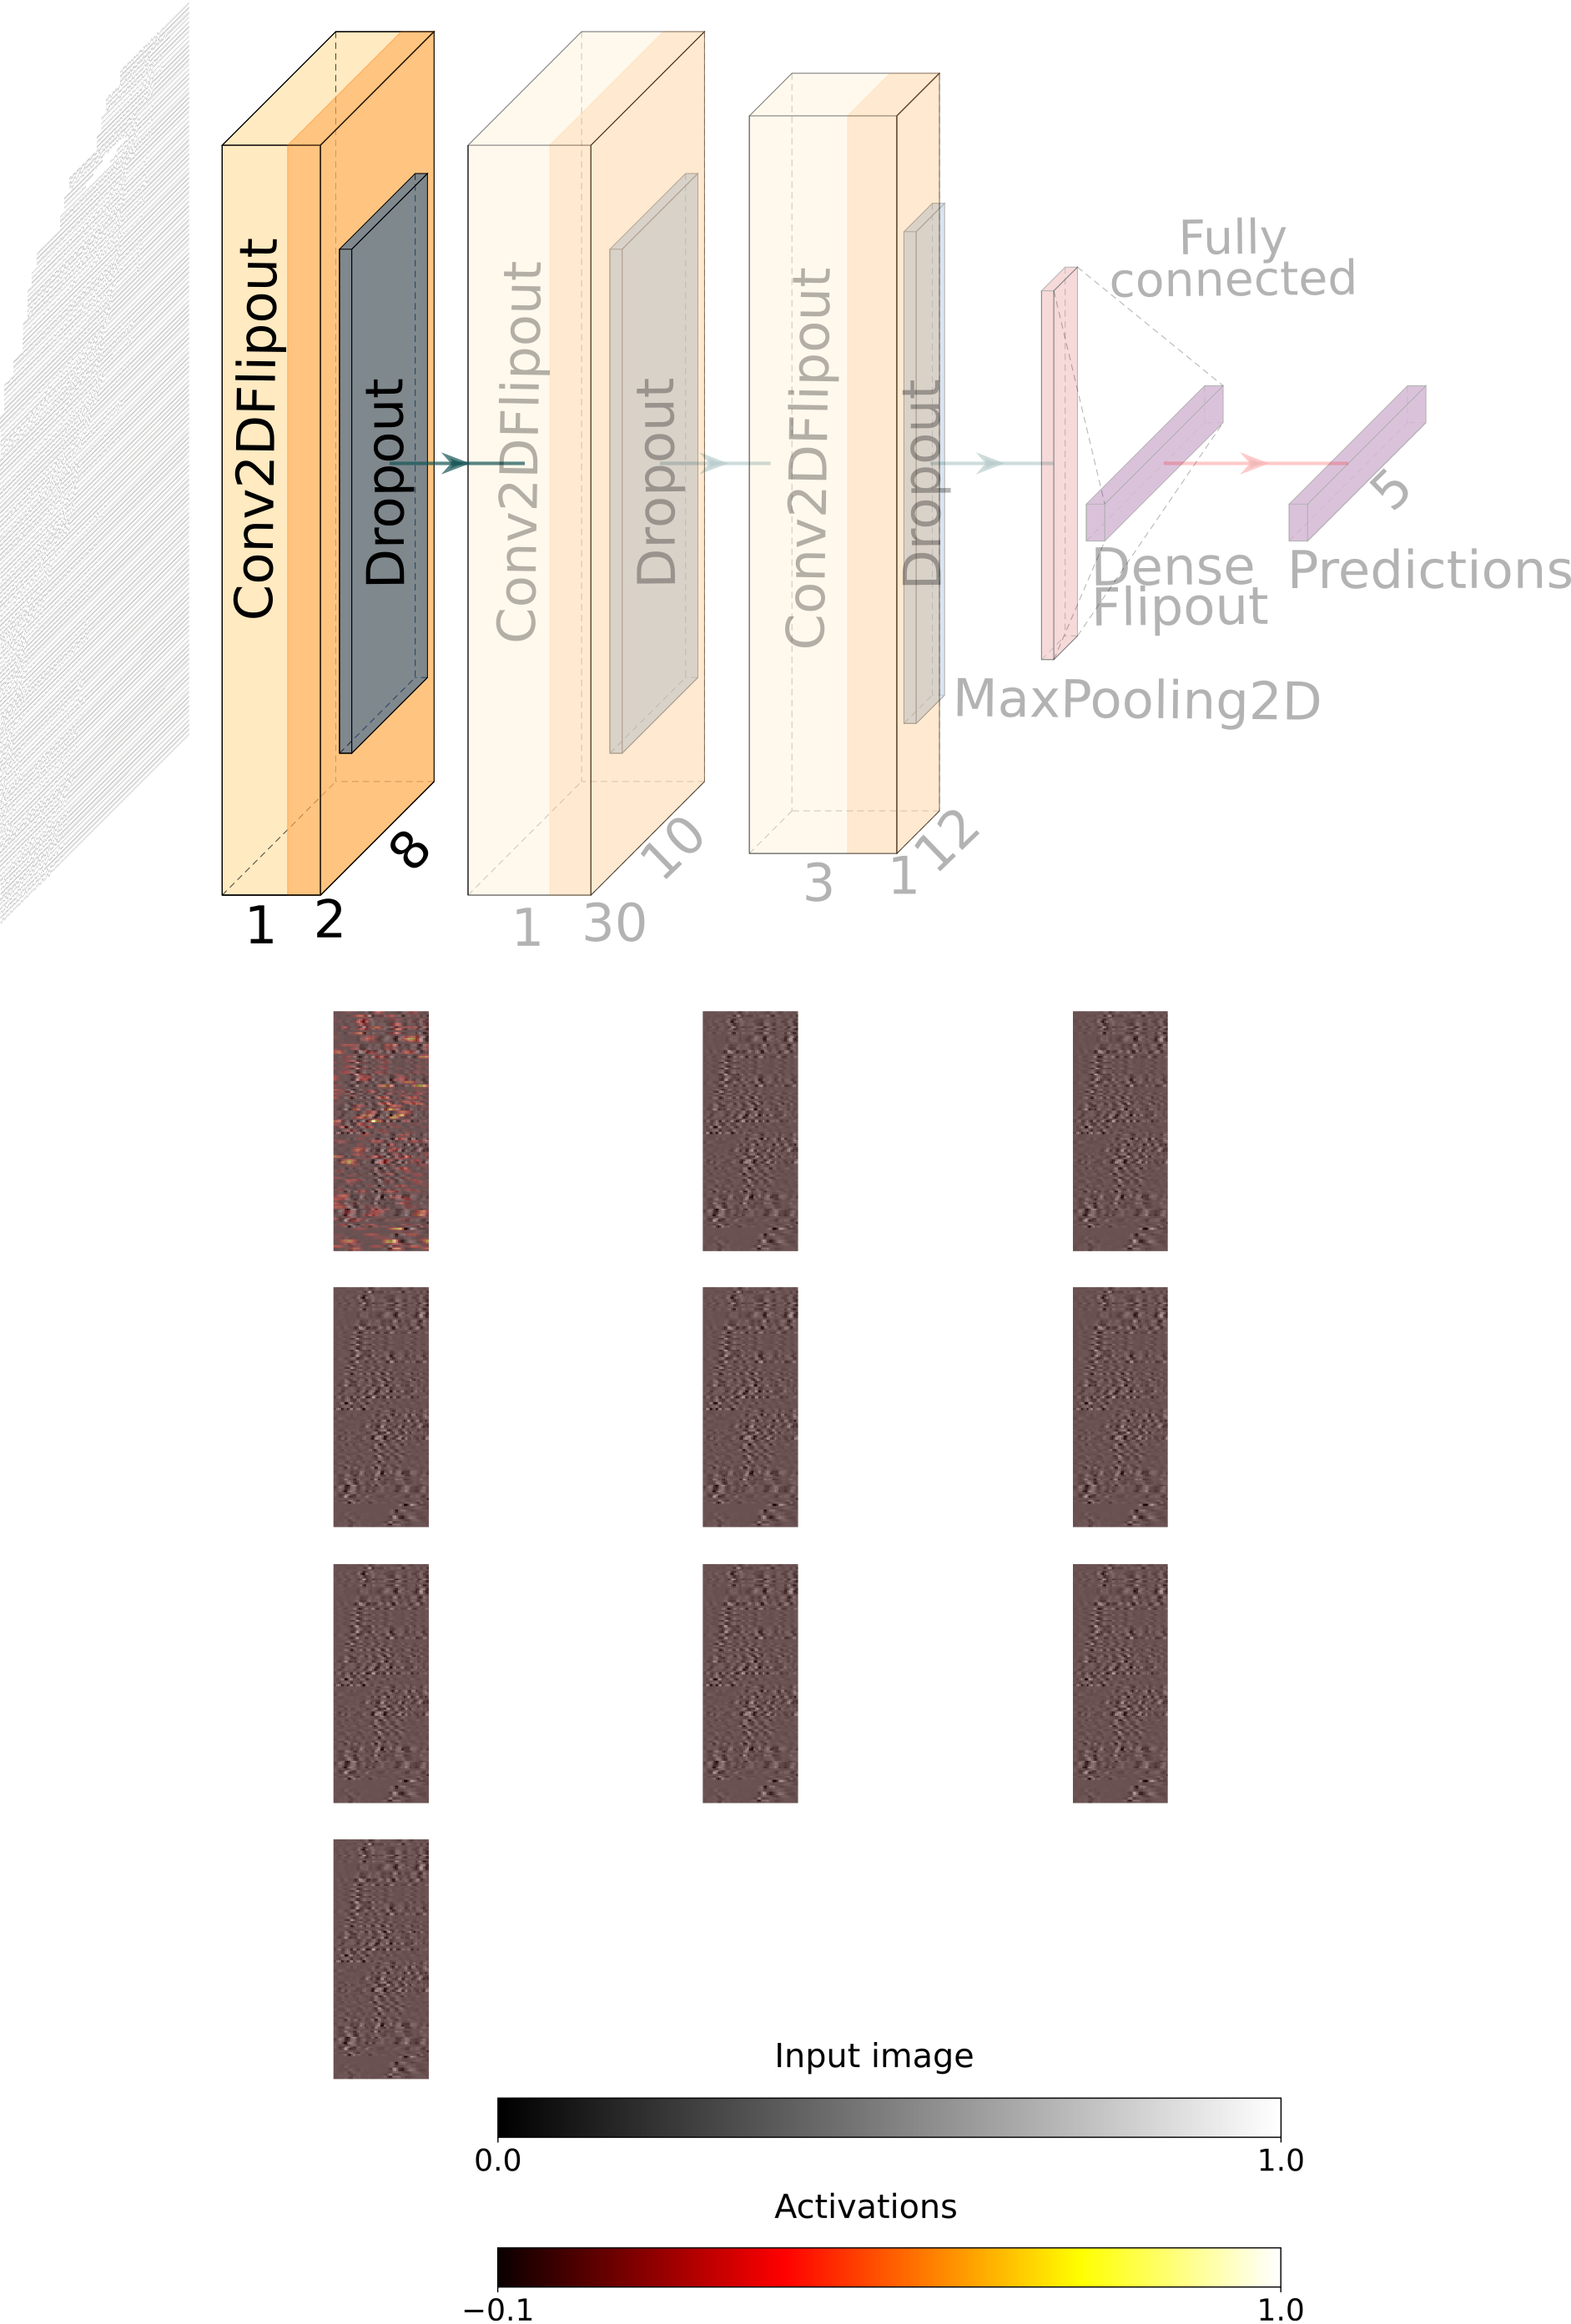 Conv2DFlipout
Dropout
Conv2DFlipout
Dropout
Conv2DFlipout
Dropout
Fully
connected
Dense
Flipout
Predictions
5
MaxPooling2D
8
1
2
10
1
30
12
3
1
Input image
0.0
1.0
Activations
−0.1
1.0